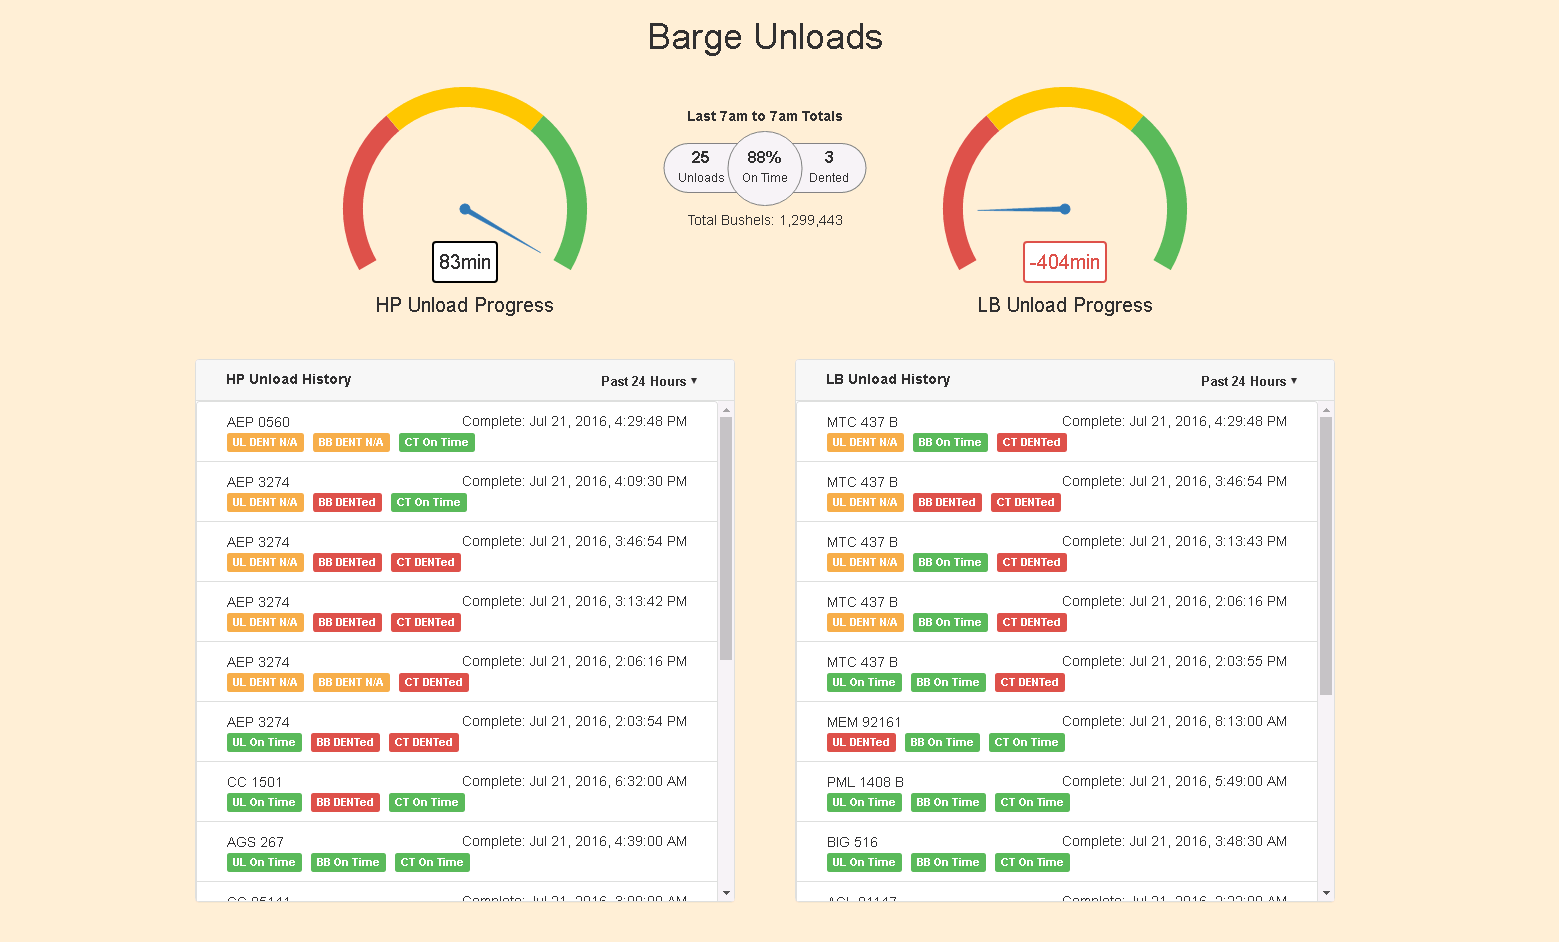 Barge Unloads
Last 7am to 7am Totals
25 88% 3
Unloads On Time Dented
Total Bushels: 1,299,443
83min
HP Unload Progress
-404min
LB Unload Progress
HP Unload History Past 24 Hours ▼
AEP 0560 Complete: Jul 21, 2016, 4:29:48 PM
UL DENT N/A BB DENT N/A CT On Time
AEP 3274 Complete: Jul 21, 2016, 4:09:30 PM
UL DENT N/A BB DENTed CT On Time
AEP 3274 Complete: Jul 21, 2016, 3:46:54 PM
UL DENT N/A BB DENTed CT DENTed
AEP 3274 Complete: Jul 21, 2016, 3:13:42 PM
UL DENT N/A BB DENTed CT DENTed
AEP 3274 Complete: Jul 21, 2016, 2:06:16 PM
UL DENT N/A BB DENT N/A CT DENTed
AEP 3274 Complete: Jul 21, 2016, 2:03:54 PM
UL On Time BB DENTed CT DENTed
CC 1501 Complete: Jul 21, 2016, 6:32:00 AM
UL On Time BB DENTed CT On Time
AGS 267 Complete: Jul 21, 2016, 4:39:00 AM
UL On Time BB On Time CT On Time
Complete: Jul 21, 2016,
LB Unload History Past 24 Hours ▼
MTC 437 B Complete: Jul 21, 2016, 4:29:48 PM
UL DENT N/A BB On Time CT DENTed
MTC 437 B Complete: Jul 21, 2016, 3:46:54 PM
UL DENT N/A BB DENTed CT DENTed
MTC 437 B Complete: Jul 21, 2016, 3:13:43 PM
UL DENT N/A BB On Time CT DENTed
MTC 437 B Complete: Jul 21, 2016, 2:06:16 PM
UL DENT N/A BB On Time CT DENTed
MTC 437 B Complete: Jul 21, 2016, 2:03:55 PM
UL On Time BB On Time CT DENTed
MEM 92161 Complete: Jul 21, 2016, 8:13:00 AM
UL DENTed BB On Time CT On Time
PML 1408 B Complete: Jul 21, 2016, 5:49:00 AM
UL On Time BB On Time CT On Time
BIG 516 Complete: Jul 21, 2016, 3:48:30 AM
UL On Time BB On Time CT On Time
Complete: Jul 21, 2016,